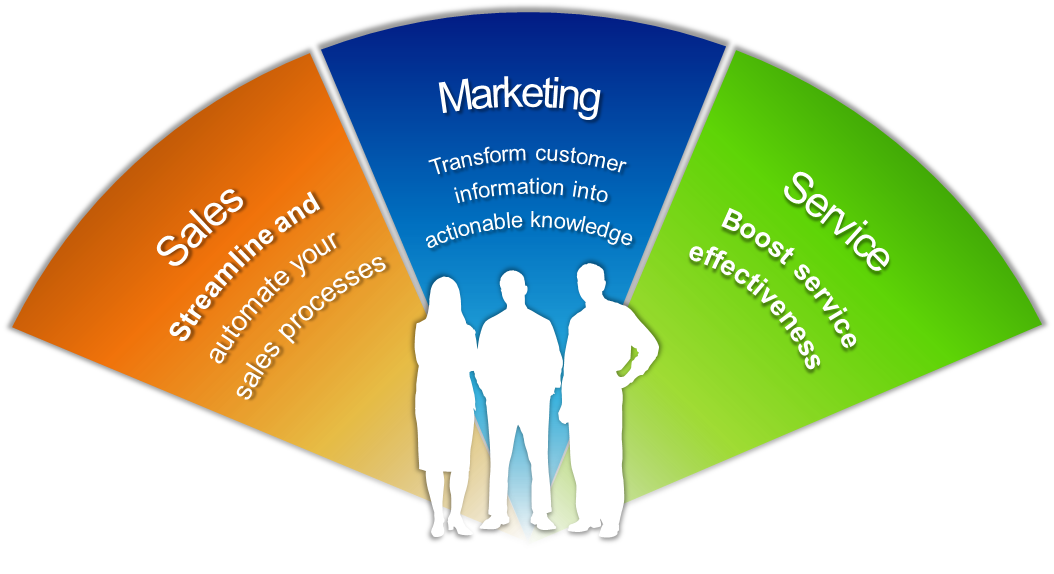 Sales
Streamline and
automate your
sales processes
Marketing
Transform customer
information into
actionable knowledge
Service
Boost service
effectiveness